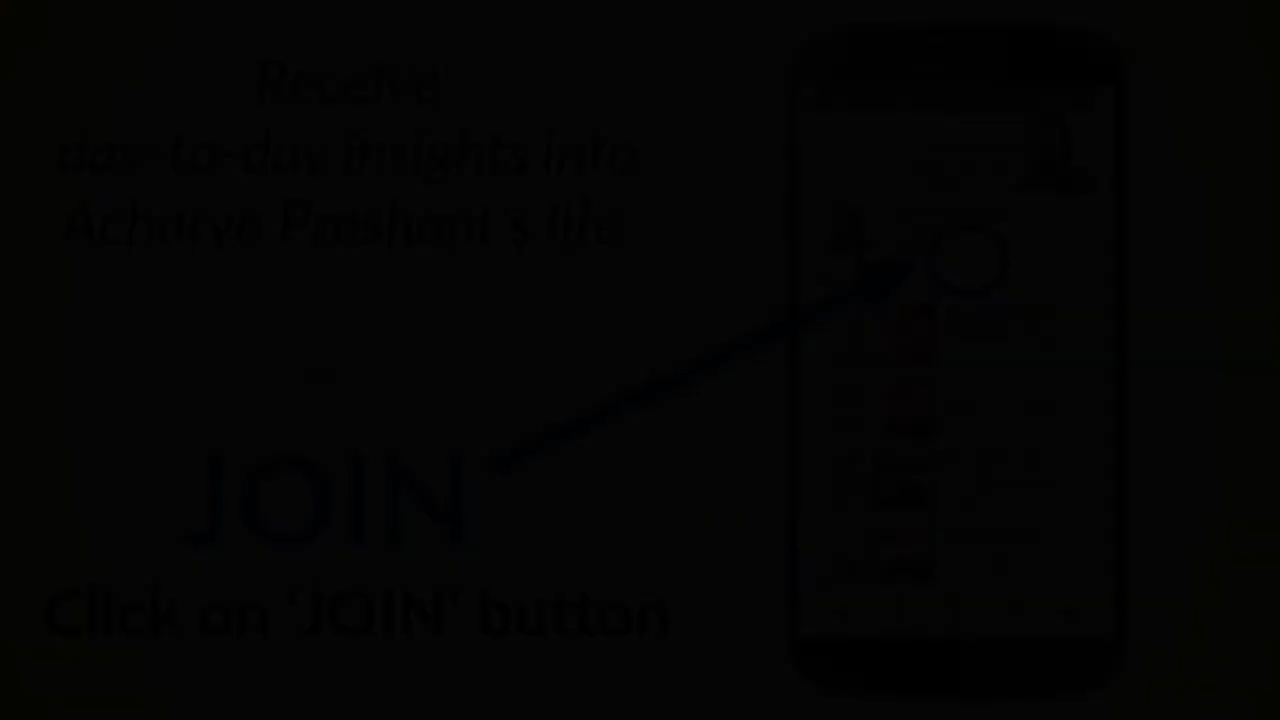 Receive
day-to-day insights into
Acharya Prashant's life
JOIN
Click on 'JOIN' button